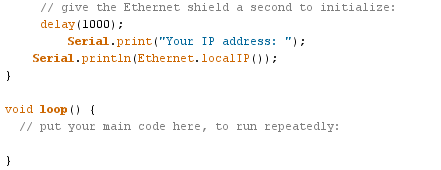 // give the Ethernet shield a second to initialize:
delay(1000);
Serial.print("Your IP address: ");
Serial.println(Ethernet.localIP());
}
void loop() {
// put your main code here, to run repeatedly:
}